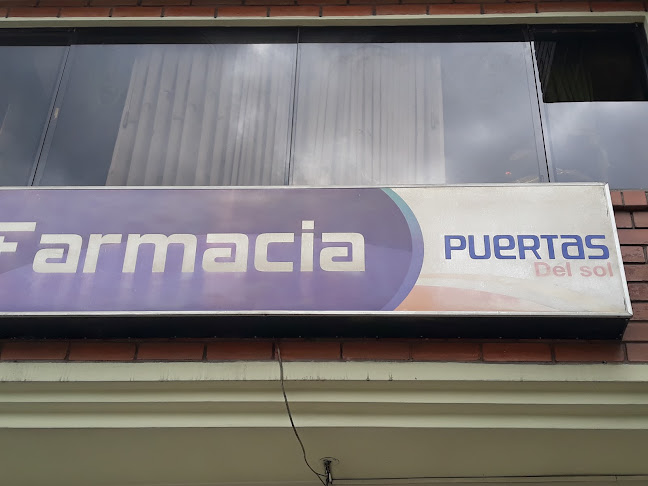 Farmacia
PUERTAS
Del sol